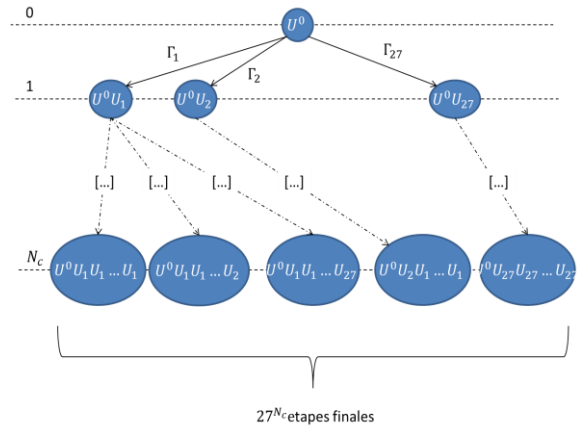 0 U⁰
Γ₁ Γ₂ Γ₂₇
1 U⁰U₁ U⁰U₂ U⁰U₂₇
[...] [...] [...] [...] [...]
N_c U⁰U₁U₁ … U₁ U⁰U₁U₁ … U₂ U⁰U₁U₁ … U₂₇ U⁰U₂U₁ … U₁ U⁰U₂₇U₂₇ … U₂₇
27^{N_c} etapes finales